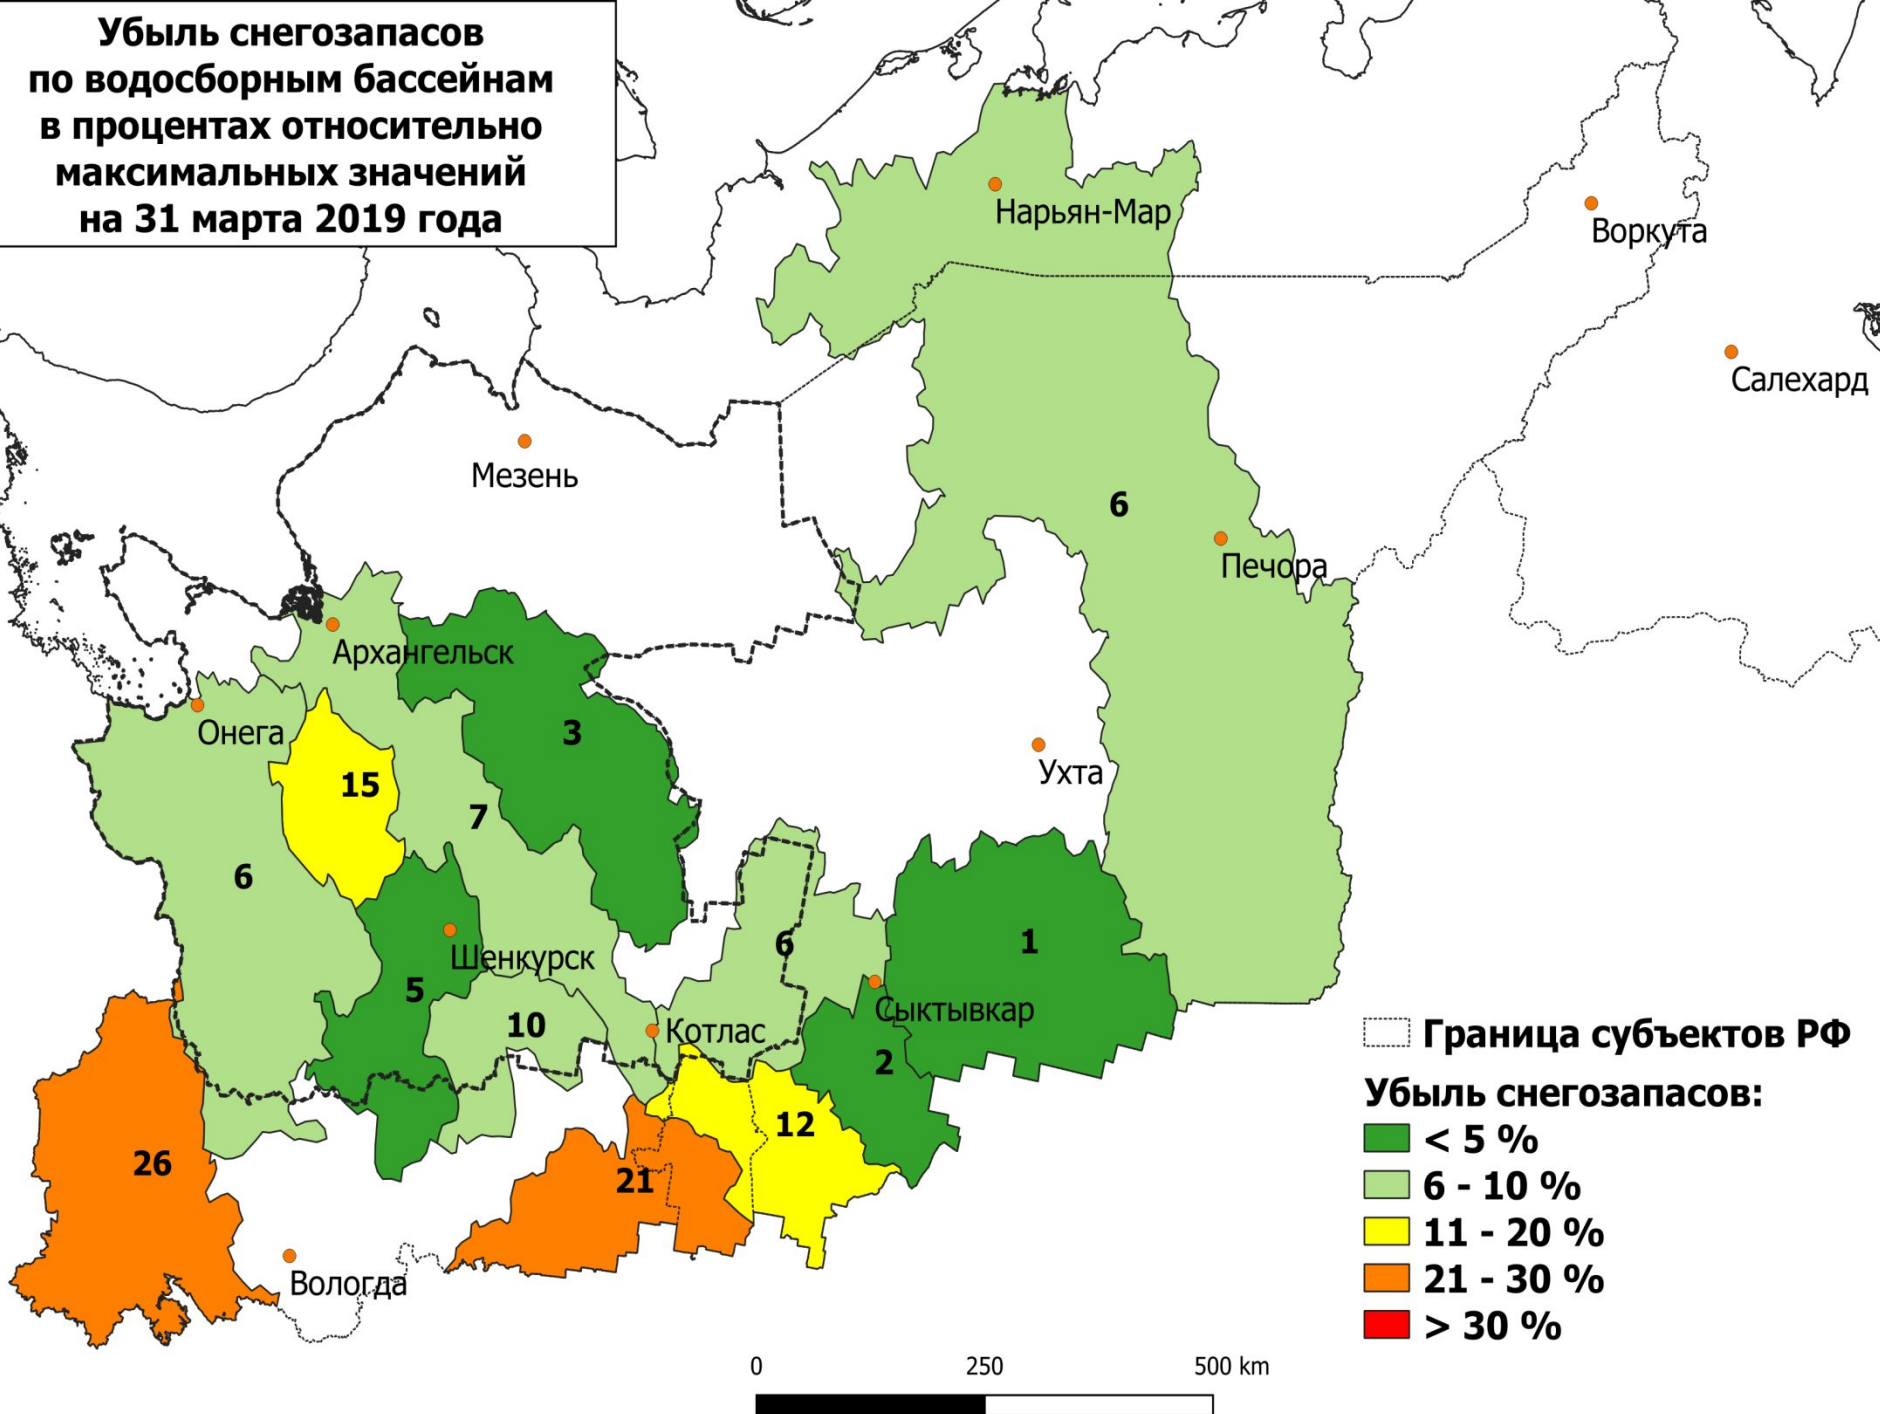 Убыль снегозапасов
по водосборным бассейнам
в процентах относительно
максимальных значений
на 31 марта 2019 года
Нарьян-Мар
Воркута
Салехард
Мезень
6
Печора
Архангельск
Онега
3
Ухта
15
7
6
1
6
Шенкурск
5
Сыктывкар
10
Котлас
2
12
26
21
Вологда
Граница субъектов РФ
Убыль снегозапасов:
< 5 %
6 - 10 %
11 - 20 %
21 - 30 %
> 30 %
0 250 500 km